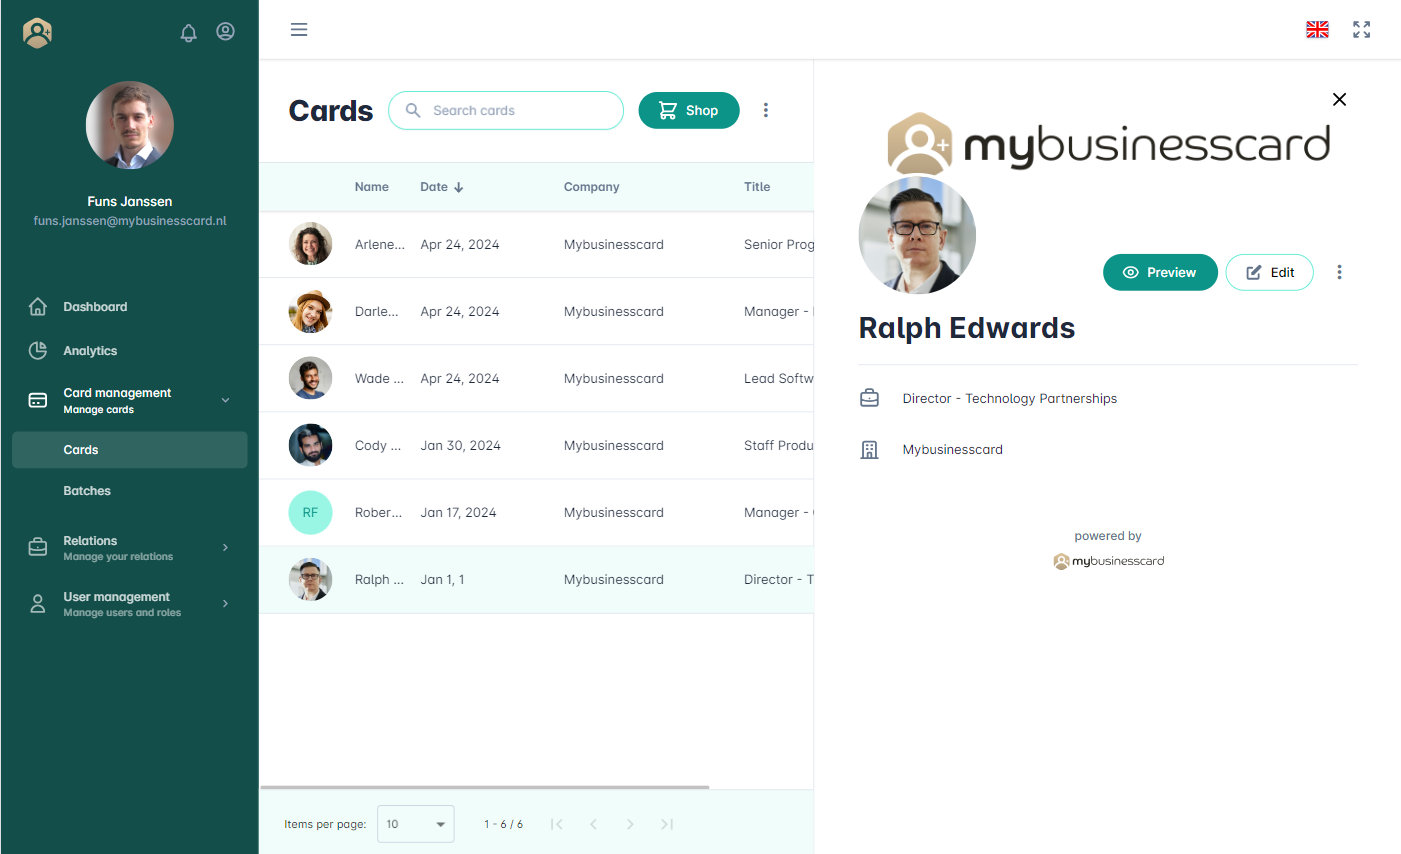 Funs Janssen
funs.janssen@mybusinesscard.nl
Dashboard
Analytics
Card management
Manage cards
Cards
Batches
Relations
Manage your relations
User management
Manage users and roles
Cards
Search cards
Shop
Name Date Company Title
Arlene... Apr 24, 2024 Mybusinesscard Senior Prog
Darle... Apr 24, 2024 Mybusinesscard Manager -
Wade ... Apr 24, 2024 Mybusinesscard Lead Softw
Cody ... Jan 30, 2024 Mybusinesscard Staff Produ
RF Rober... Jan 17, 2024 Mybusinesscard Manager -
Ralph ... Jan 1, 1 Mybusinesscard Director - T
Items per page: 10 1 - 6 / 6
mybusinesscard
Preview Edit
Ralph Edwards
Director - Technology Partnerships
Mybusinesscard
powered by
mybusinesscard